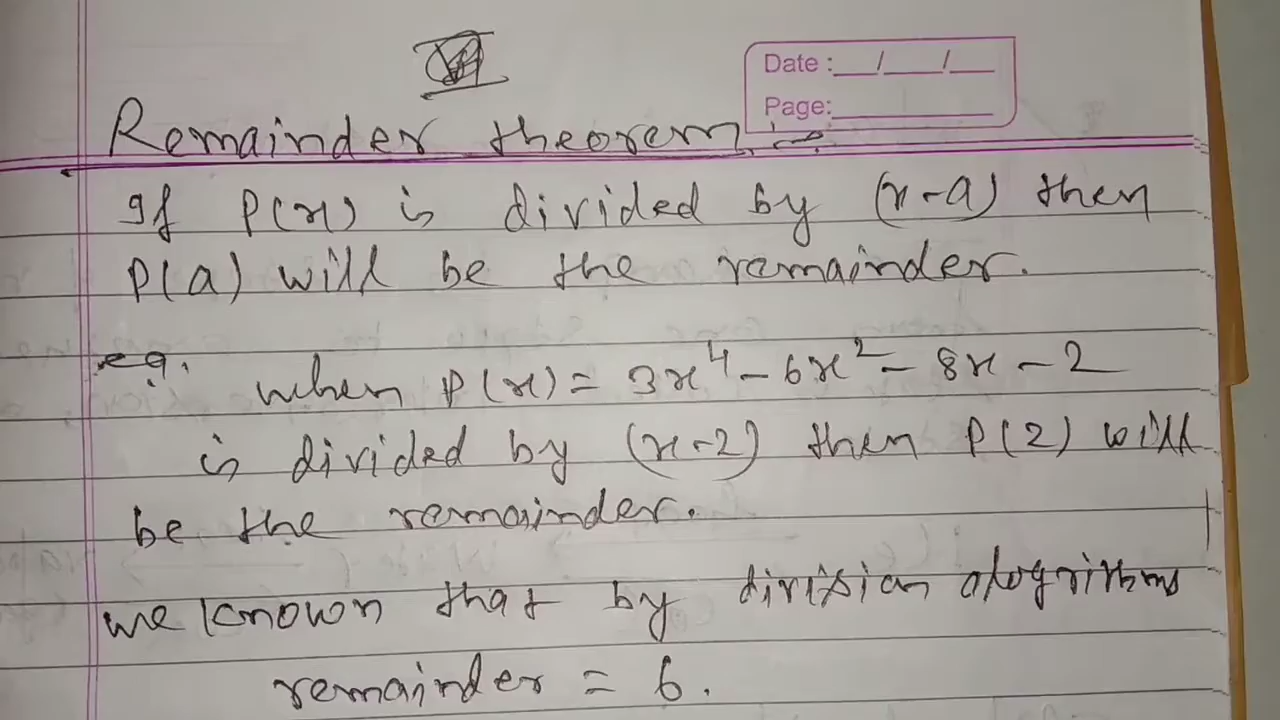 Date : __/__/__
Page:
Remainder theorem :→
If P(x) is divided by (x-a) then
P(a) will be the remainder.
eg. when P(x) = 3x⁴ - 6x² - 8x - 2
is divided by (x-2) then P(2) will
be the remainder.
we known that by division alogrithms
remainder = 6.